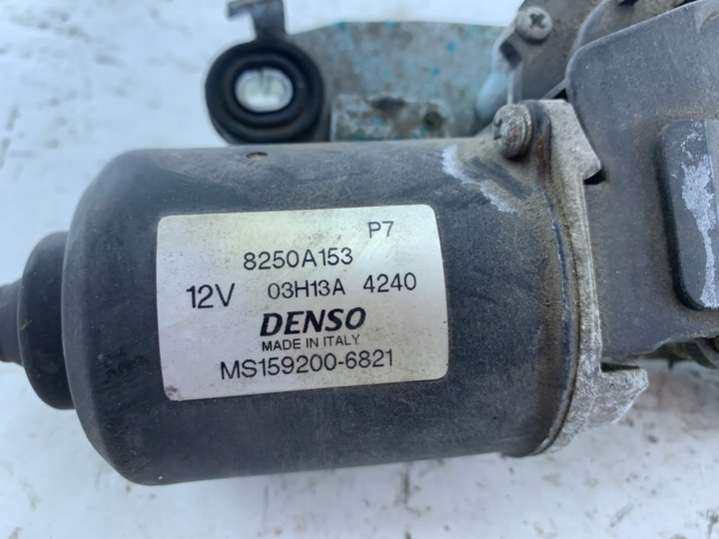 P7
8250A153
12V 03H13A 4240
DENSO
MADE IN ITALY
MS159200-6821